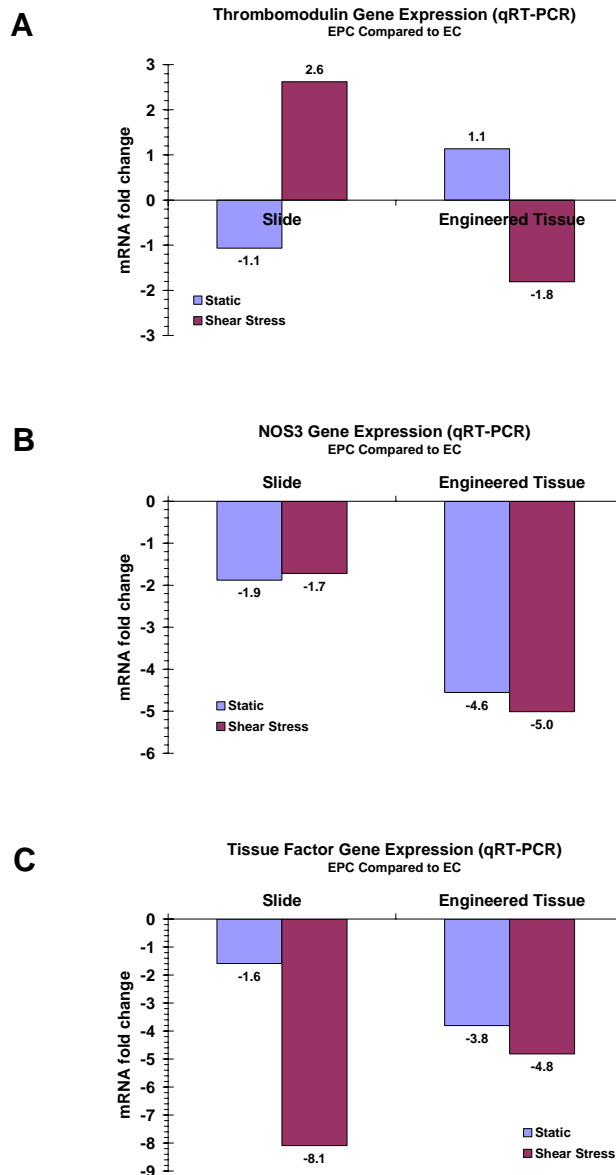 A
Thrombomodulin Gene Expression (qRT-PCR)
EPC Compared to EC
mRNA fold change
3
2
1
0
-1
-2
-3
2.6
1.1
Slide
Engineered Tissue
-1.1
-1.8
Static
Shear Stress
B
NOS3 Gene Expression (qRT-PCR)
EPC Compared to EC
Slide
Engineered Tissue
mRNA fold change
0
-1
-2
-3
-4
-5
-6
-1.9
-1.7
-4.6
-5.0
Static
Shear Stress
C
Tissue Factor Gene Expression (qRT-PCR)
EPC Compared to EC
Slide
Engineered Tissue
mRNA fold change
0
-1
-2
-3
-4
-5
-6
-7
-8
-9
-1.6
-8.1
-3.8
-4.8
Static
Shear Stress